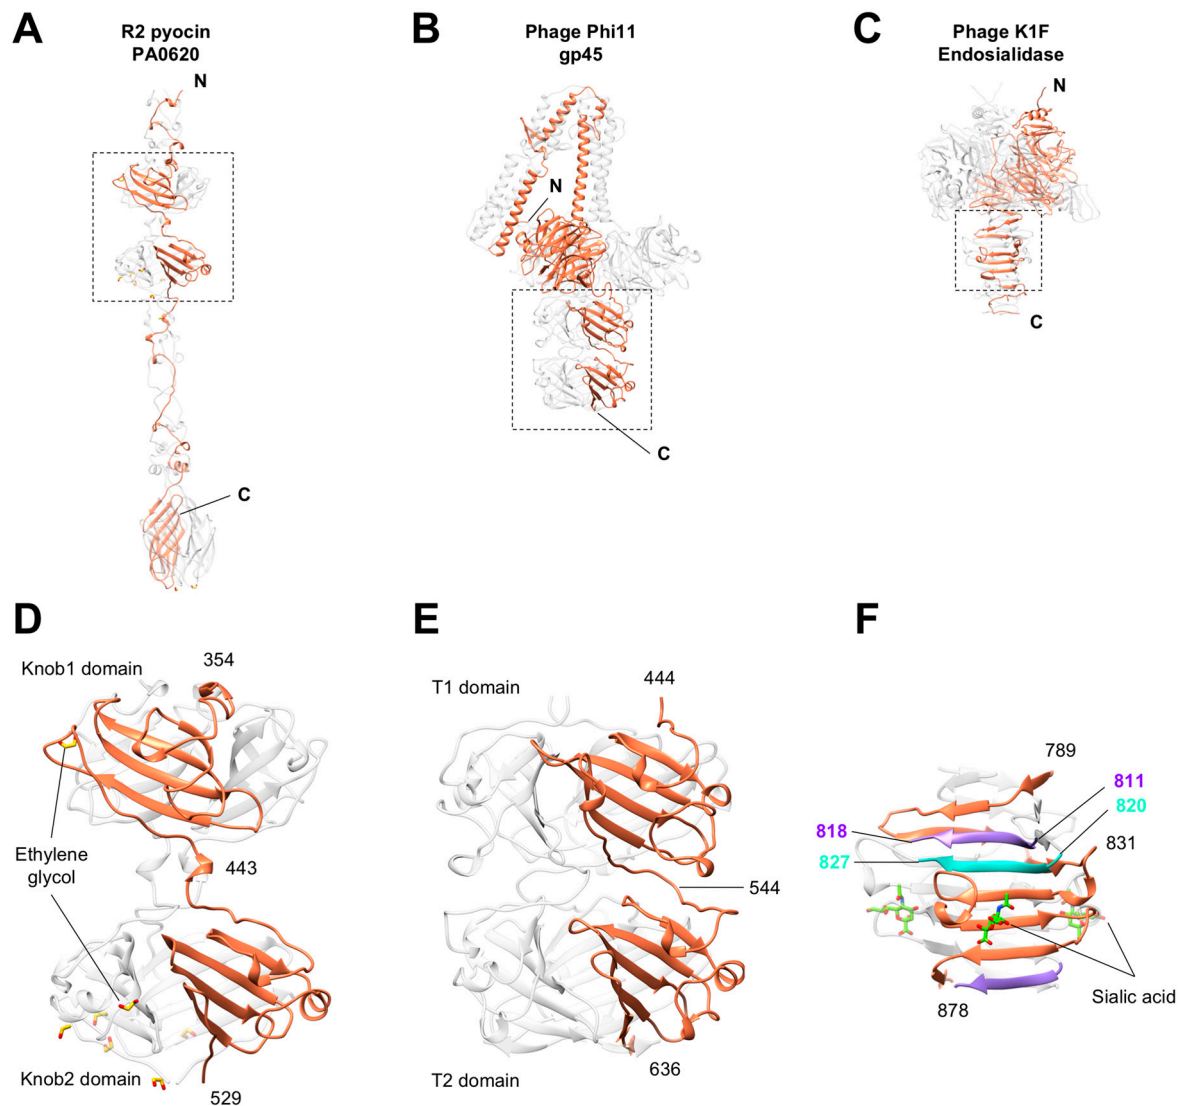 A
R2 pyocin
PA0620
N
C
B
Phage Phi11
gp45
N
C
C
Phage K1F
Endosialidase
N
C
D
Knob1 domain
354
Ethylene
glycol
443
Knob2 domain
529
E
T1 domain
444
544
T2 domain
636
F
789
811
820
818
831
827
Sialic acid
878